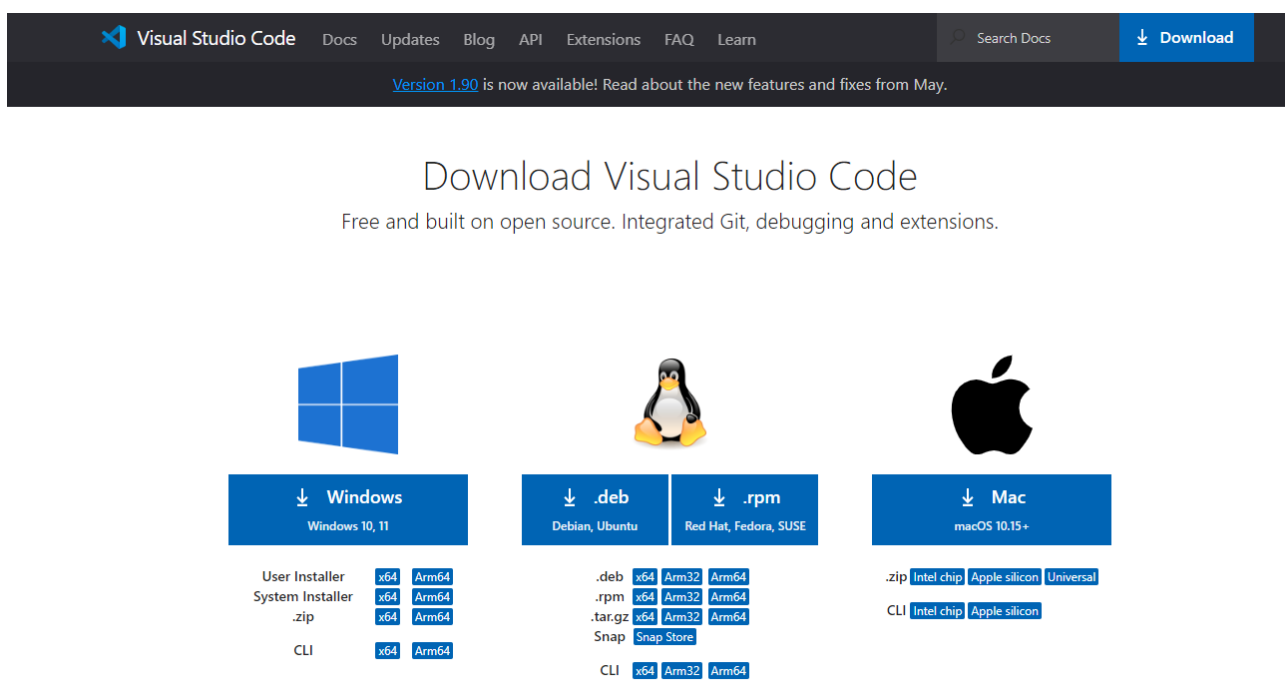 Visual Studio Code Docs Updates Blog API Extensions FAQ Learn Search Docs Download
Version 1.90 is now available! Read about the new features and fixes from May.
Download Visual Studio Code
Free and built on open source. Integrated Git, debugging and extensions.
Windows
Windows 10, 11
User Installer x64 Arm64
System Installer x64 Arm64
.zip x64 Arm64
CLI x64 Arm64
.deb
Debian, Ubuntu
.rpm
Red Hat, Fedora, SUSE
.deb x64 Arm32 Arm64
.rpm x64 Arm32 Arm64
.tar.gz x64 Arm32 Arm64
Snap Snap Store
CLI x64 Arm32 Arm64
Mac
macOS 10.15+
.zip Intel chip Apple silicon Universal
CLI Intel chip Apple silicon